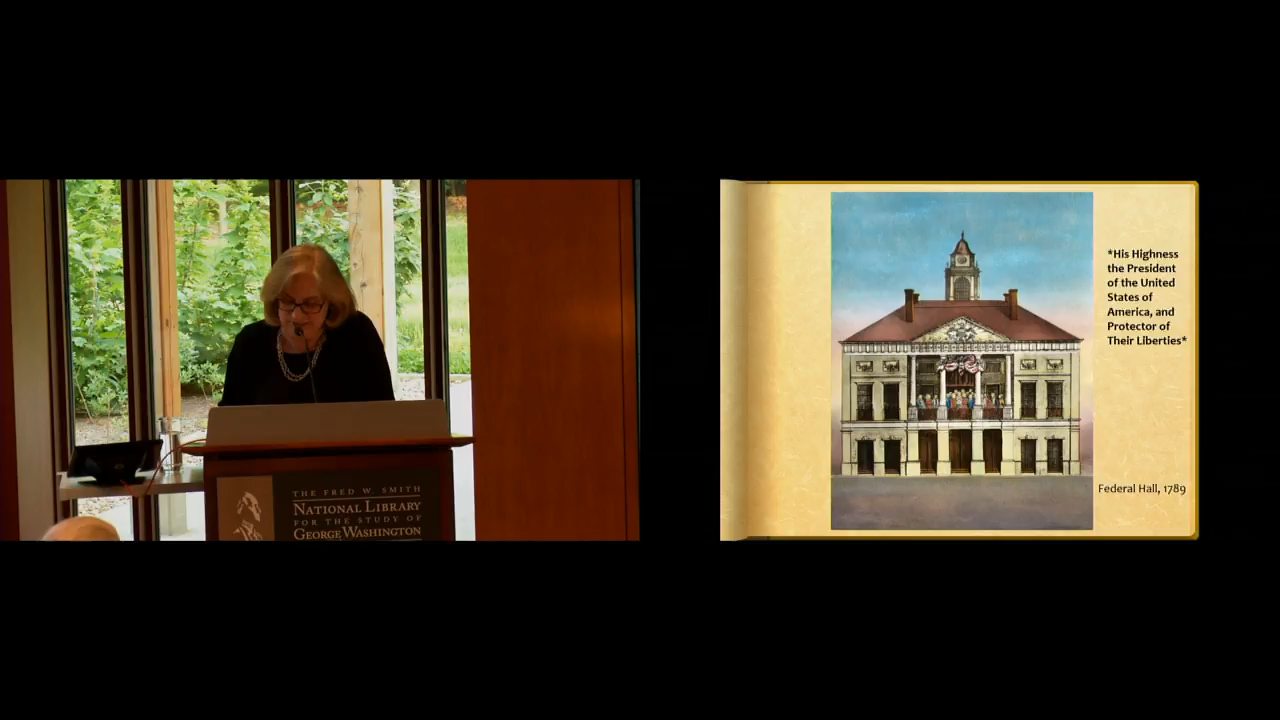 THE FRED W. SMITH
NATIONAL LIBRARY
FOR THE STUDY OF
GEORGE WASHINGTON
*His Highness
the President
of the United
States of
America, and
Protector of
Their Liberties*
Federal Hall, 1789